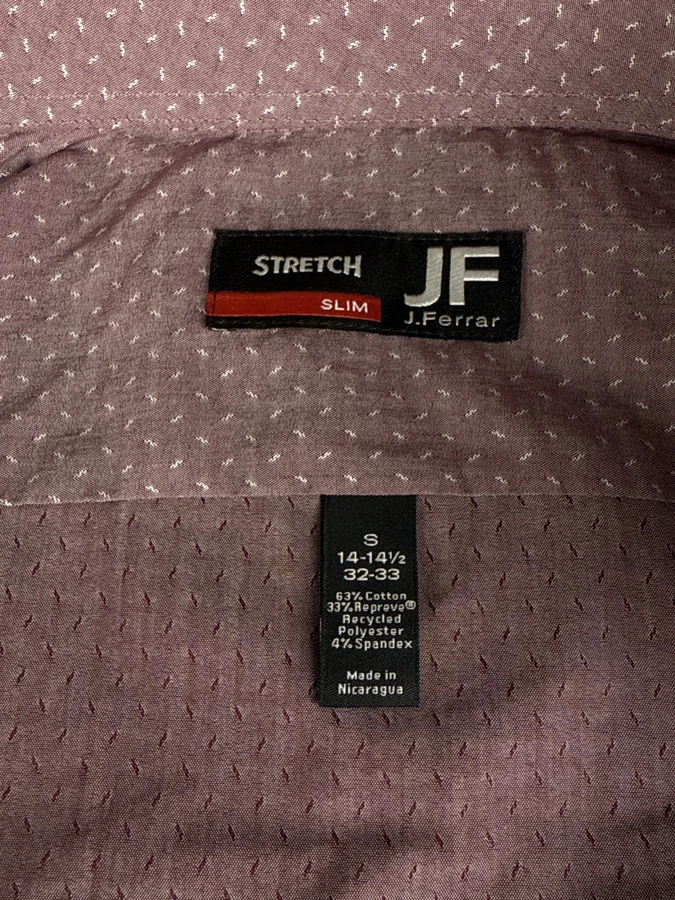 STRETCH
SLIM
JF
J.Ferrar
S
14-14½
32-33
63% Cotton
33% Repreve®
Recycled
Polyester
4% Spandex
Made in
Nicaragua